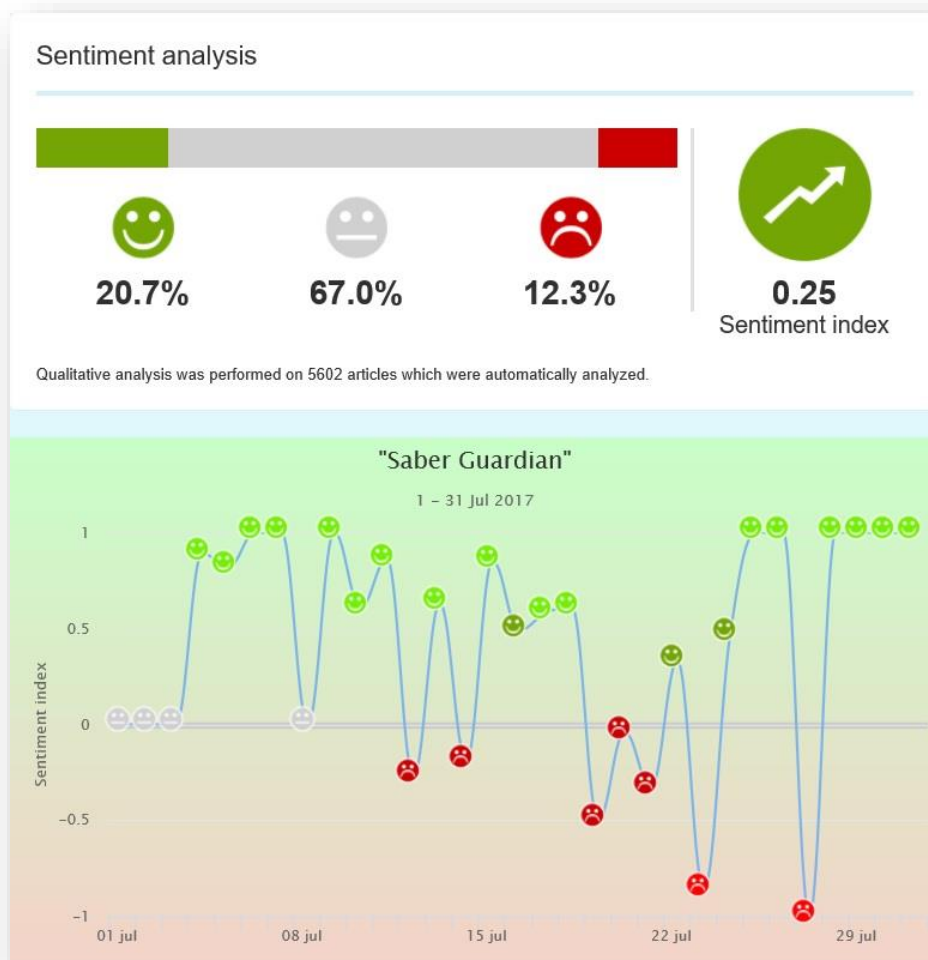 Sentiment analysis
20.7%
67.0%
12.3%
0.25
Sentiment index
Qualitative analysis was performed on 5602 articles which were automatically analyzed.
"Saber Guardian"
1 – 31 Jul 2017
Sentiment index
1
0.5
0
−0.5
−1
01 jul
08 jul
15 jul
22 jul
29 jul